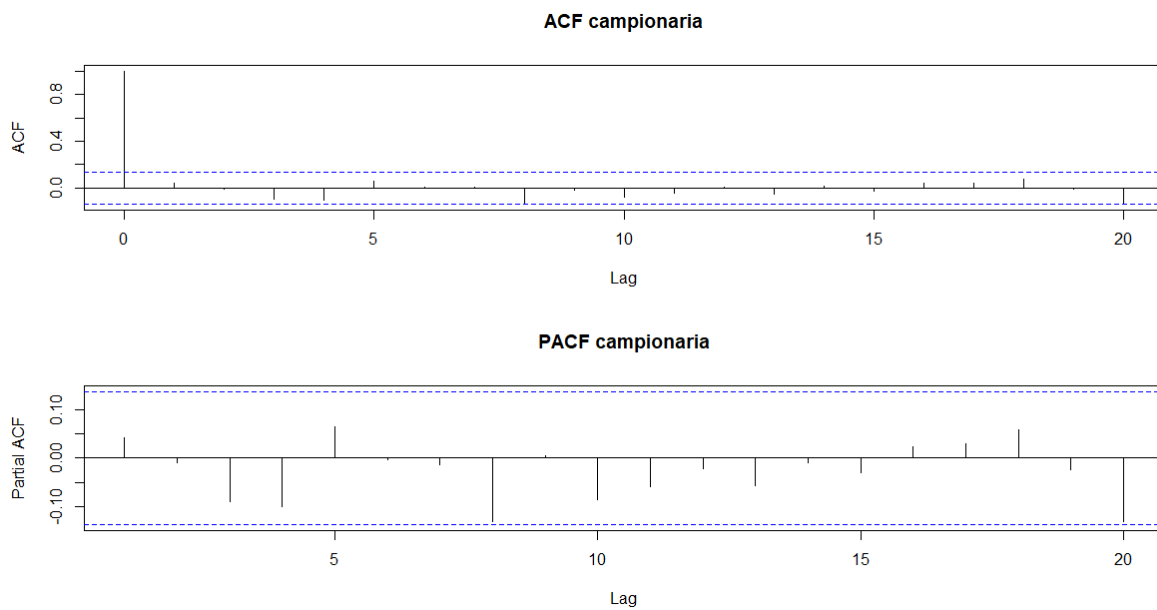 ACF campionaria
ACF
0.0 0.4 0.8
0 5 10 15 20
Lag
PACF campionaria
Partial ACF
-0.10 0.00 0.10
5 10 15 20
Lag